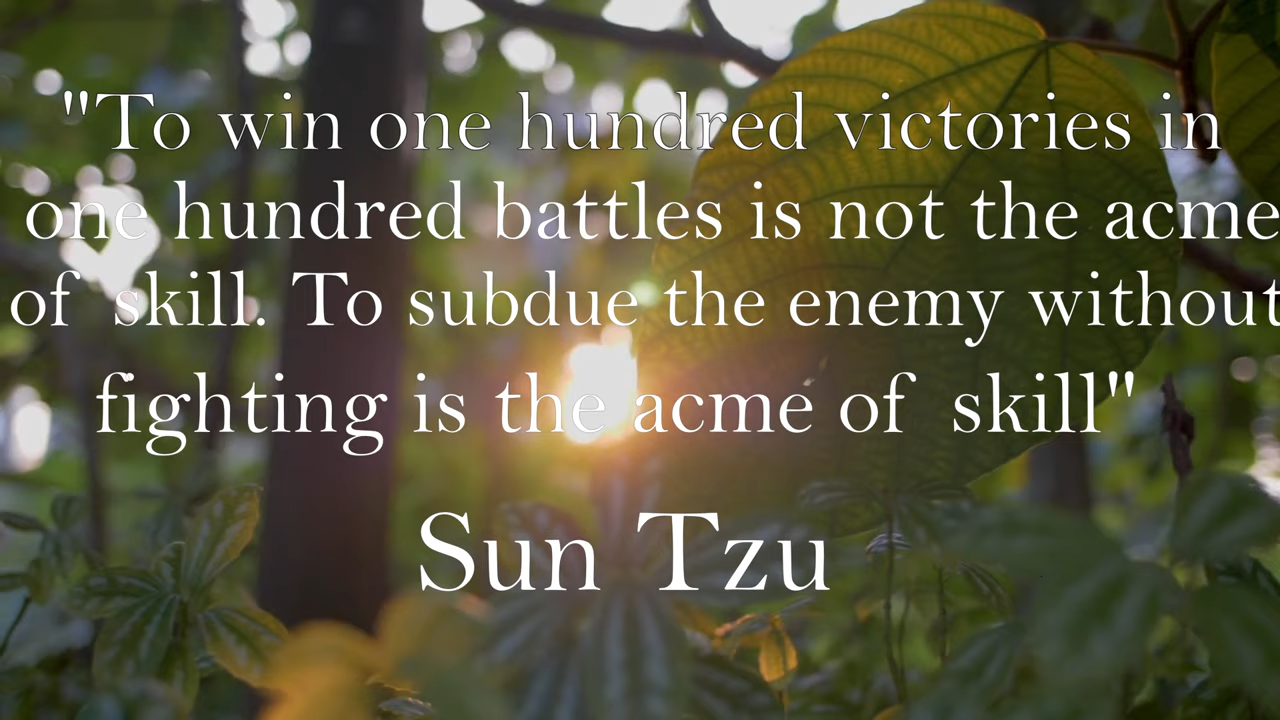 "To win one hundred victories in
one hundred battles is not the acme
of skill. To subdue the enemy without
fighting is the acme of skill"
Sun Tzu